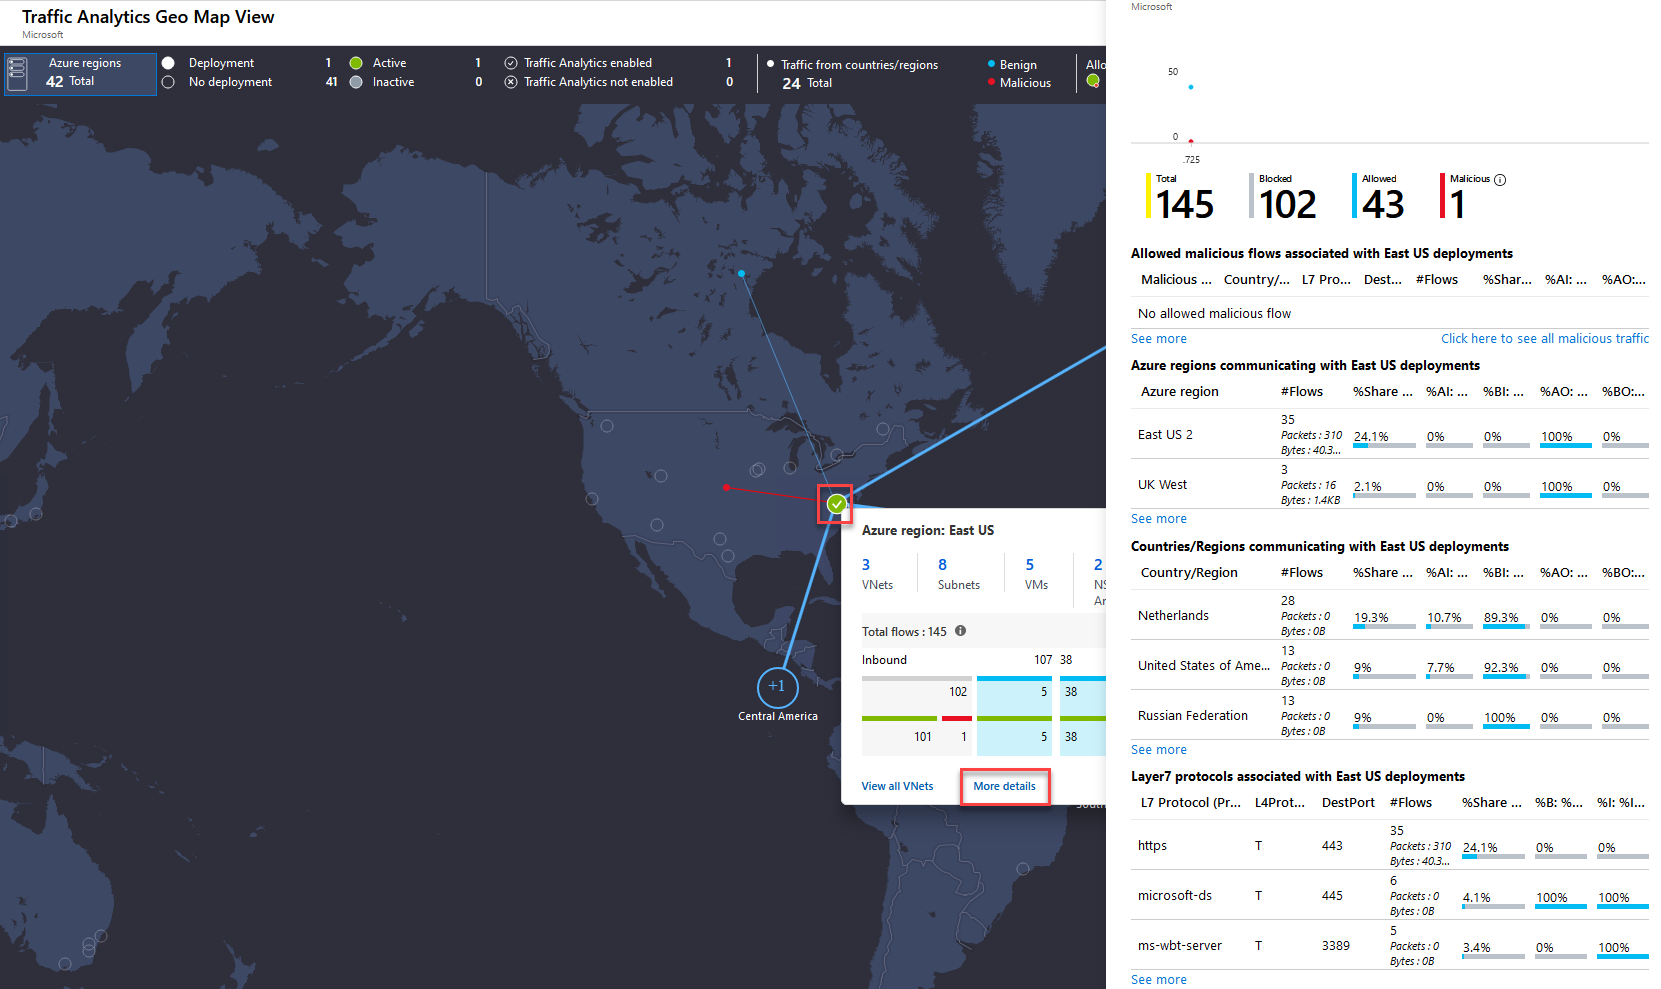 Traffic Analytics Geo Map View
Microsoft
Azure regions
42 Total
Deployment 1
No deployment 41
Active 1
Inactive 0
Traffic Analytics enabled 1
Traffic Analytics not enabled 0
Traffic from countries/regions
24 Total
Benign
Malicious
Allo
+1
Central America
Azure region: East US
3 8 5 2
VNets Subnets VMs NS
Ar
Total flows : 145
Inbound 107 38
102 5 38
101 1 5 38
View all VNets More details
Microsoft
50
0
.725
Total Blocked Allowed Malicious
145 102 43 1
Allowed malicious flows associated with East US deployments
Malicious ... Country/... L7 Pro... Dest... #Flows %Shar... %AI: ... %AO:...
No allowed malicious flow
See more Click here to see all malicious traffic
Azure regions communicating with East US deployments
Azure region #Flows %Share ... %AI: ... %BI: ... %AO: ... %BO:...
35
East US 2 Packets : 310 24.1% 0% 0% 100% 0%
Bytes : 40.3...
3
UK West Packets : 16 2.1% 0% 0% 100% 0%
Bytes : 1.4KB
See more
Countries/Regions communicating with East US deployments
Country/Region #Flows %Share ... %AI: ... %BI: ... %AO: ... %BO:...
28
Netherlands Packets : 0 19.3% 10.7% 89.3% 0% 0%
Bytes : 0B
13
United States of Ame... Packets : 0 9% 7.7% 92.3% 0% 0%
Bytes : 0B
13
Russian Federation Packets : 0 9% 0% 100% 0% 0%
Bytes : 0B
See more
Layer7 protocols associated with East US deployments
L7 Protocol (Pr... L4Prot... DestPort #Flows %Share ... %B: %... %I: %I...
35
https T 443 Packets : 310 24.1% 0% 0%
Bytes : 40.3...
6
microsoft-ds T 445 Packets : 0 4.1% 100% 100%
Bytes : 0B
5
ms-wbt-server T 3389 Packets : 0 3.4% 0% 100%
Bytes : 0B
See more